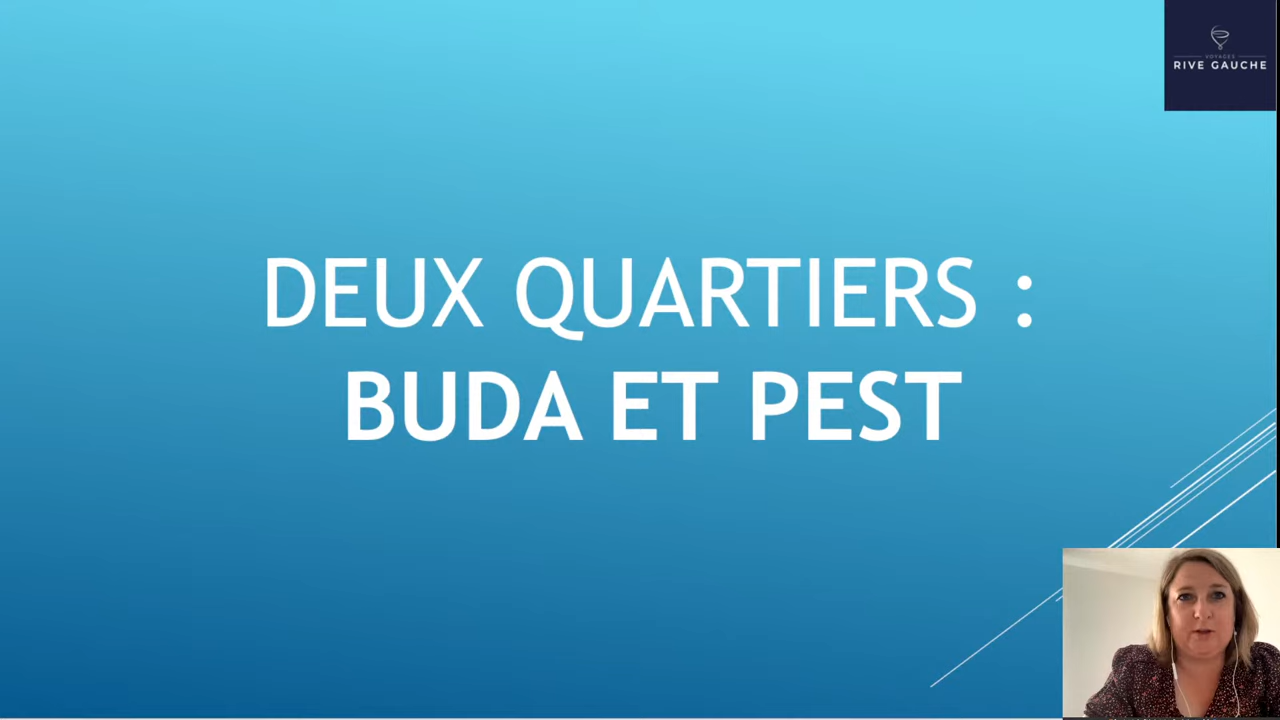 VOYAGES
RIVE GAUCHE
DEUX QUARTIERS :
BUDA ET PEST